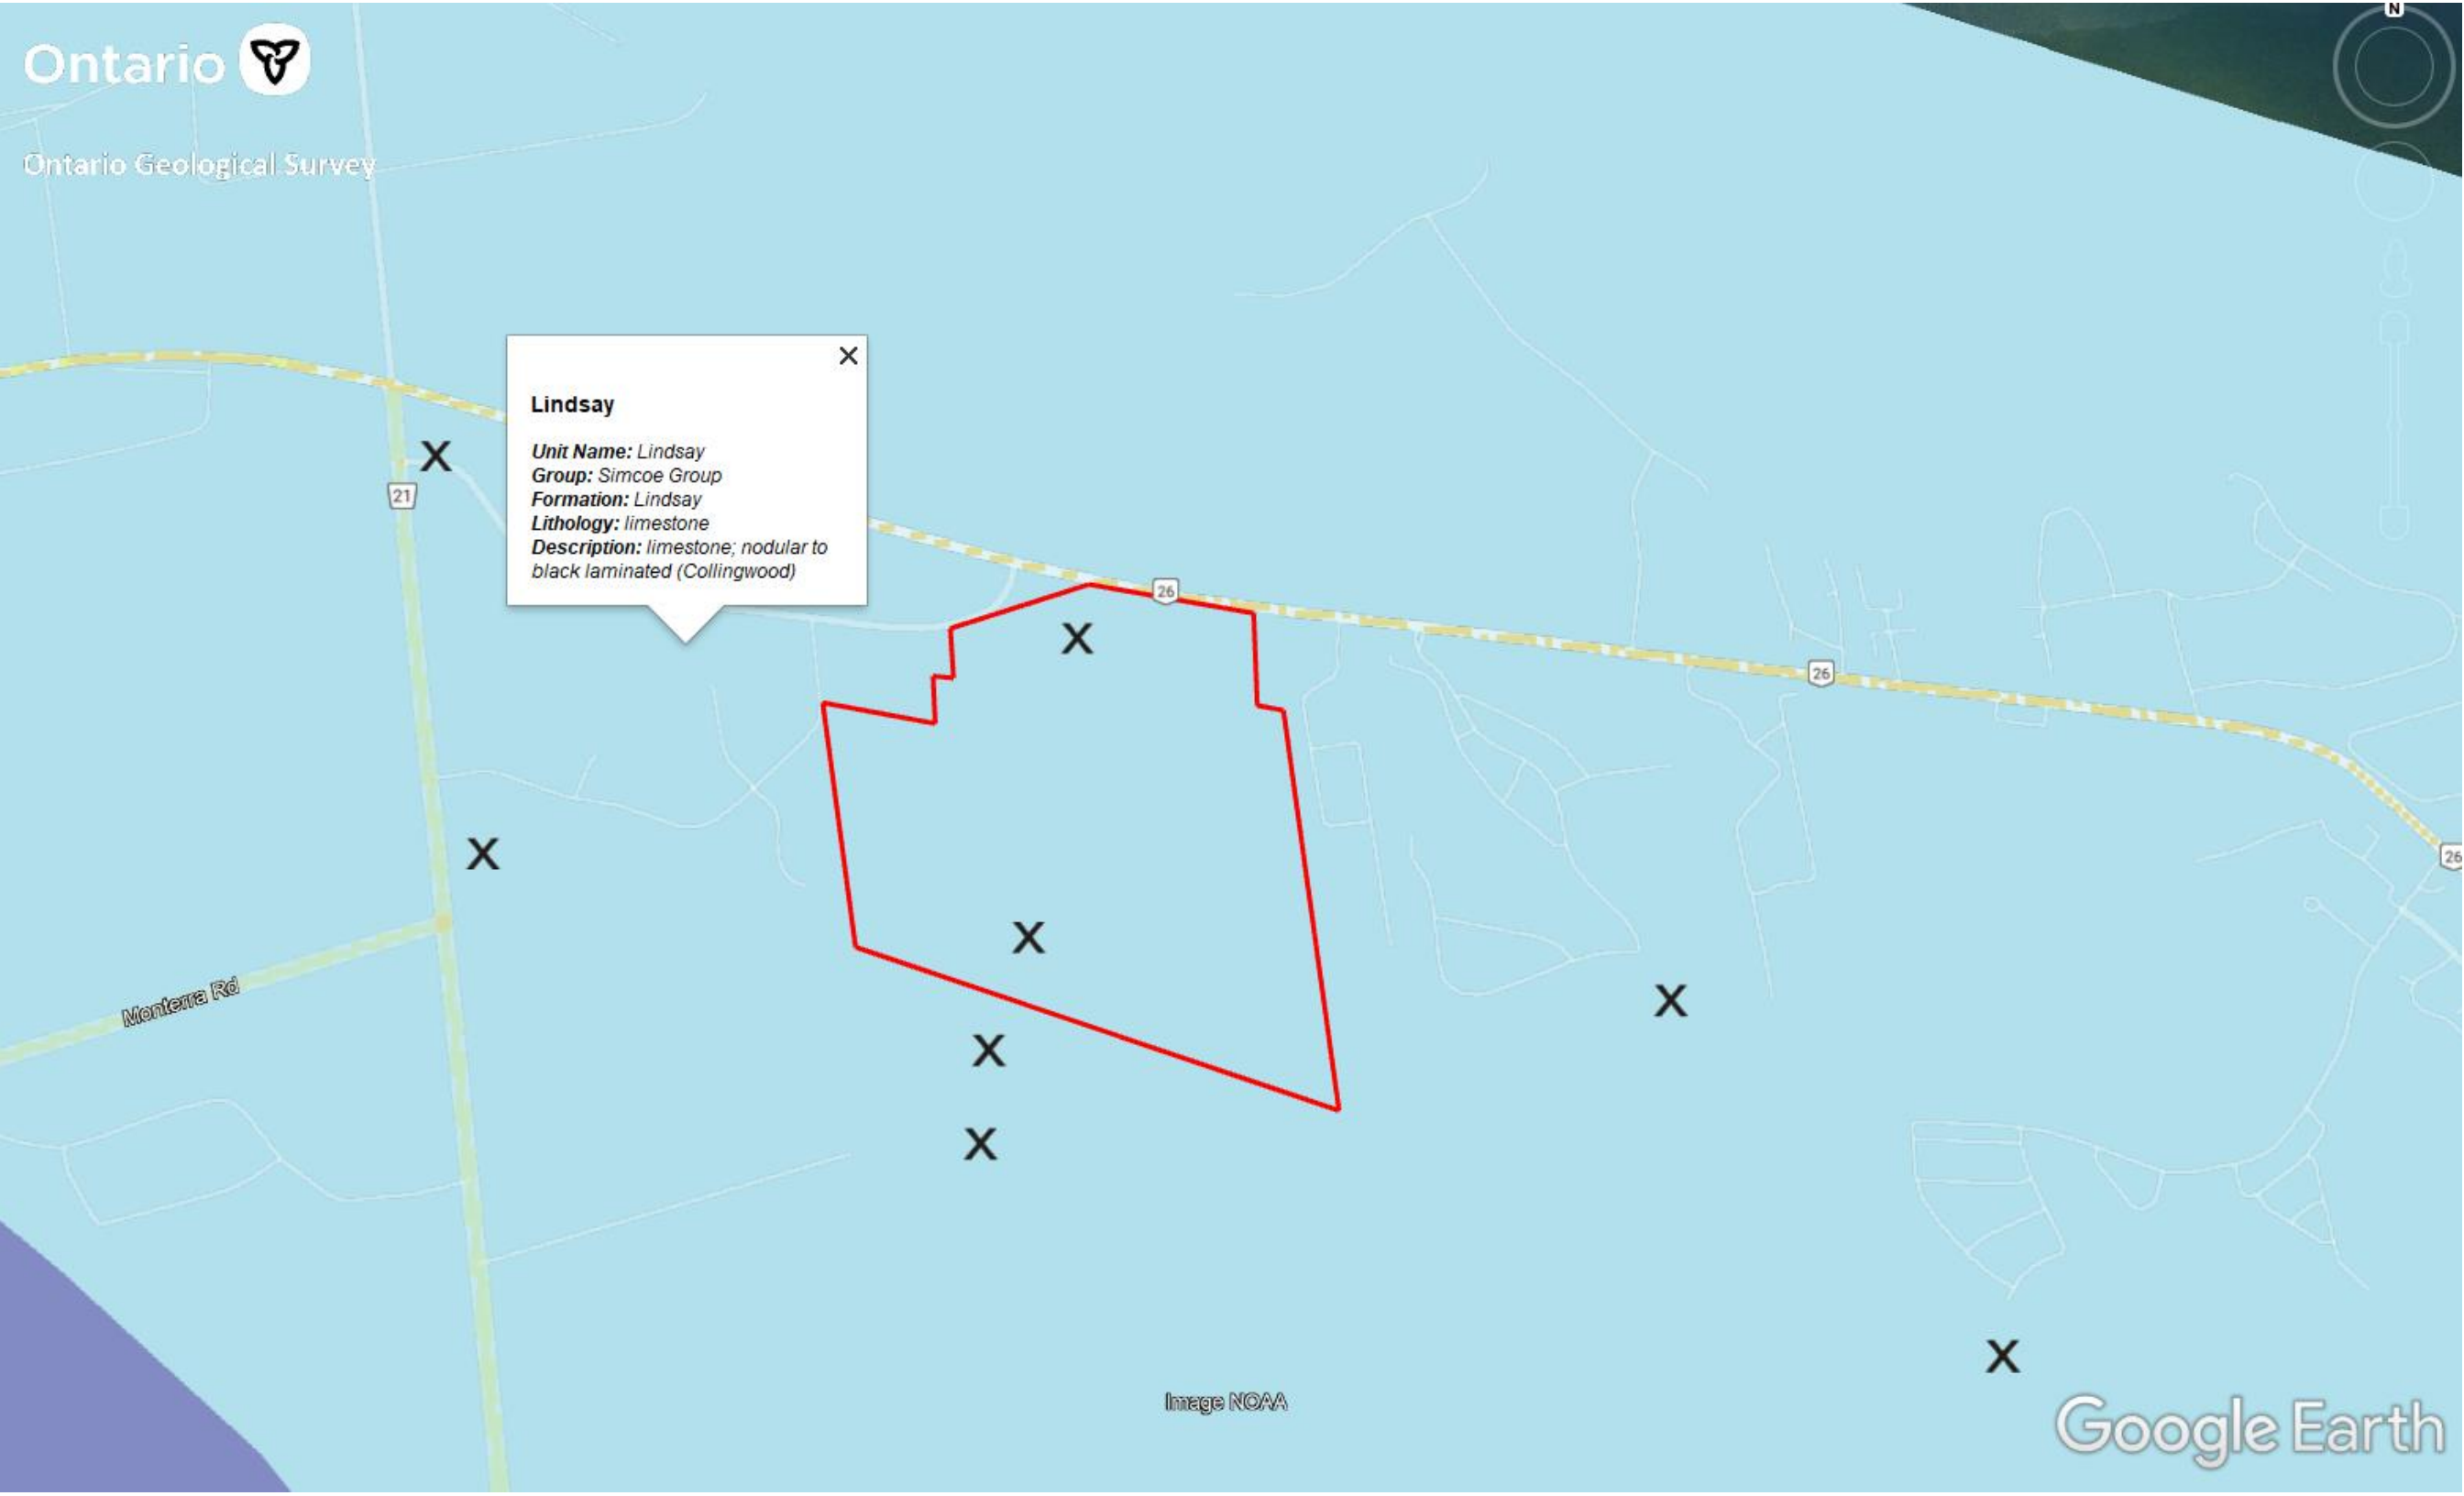 Ontario
Ontario Geological Survey
N
Lindsay
Unit Name: Lindsay
Group: Simcoe Group
Formation: Lindsay
Lithology: limestone
Description: limestone; nodular to
black laminated (Collingwood)
X
21
26
X
26
X
26
X
X
Monterra Rd
X
X
X
Image NOAA
Google Earth